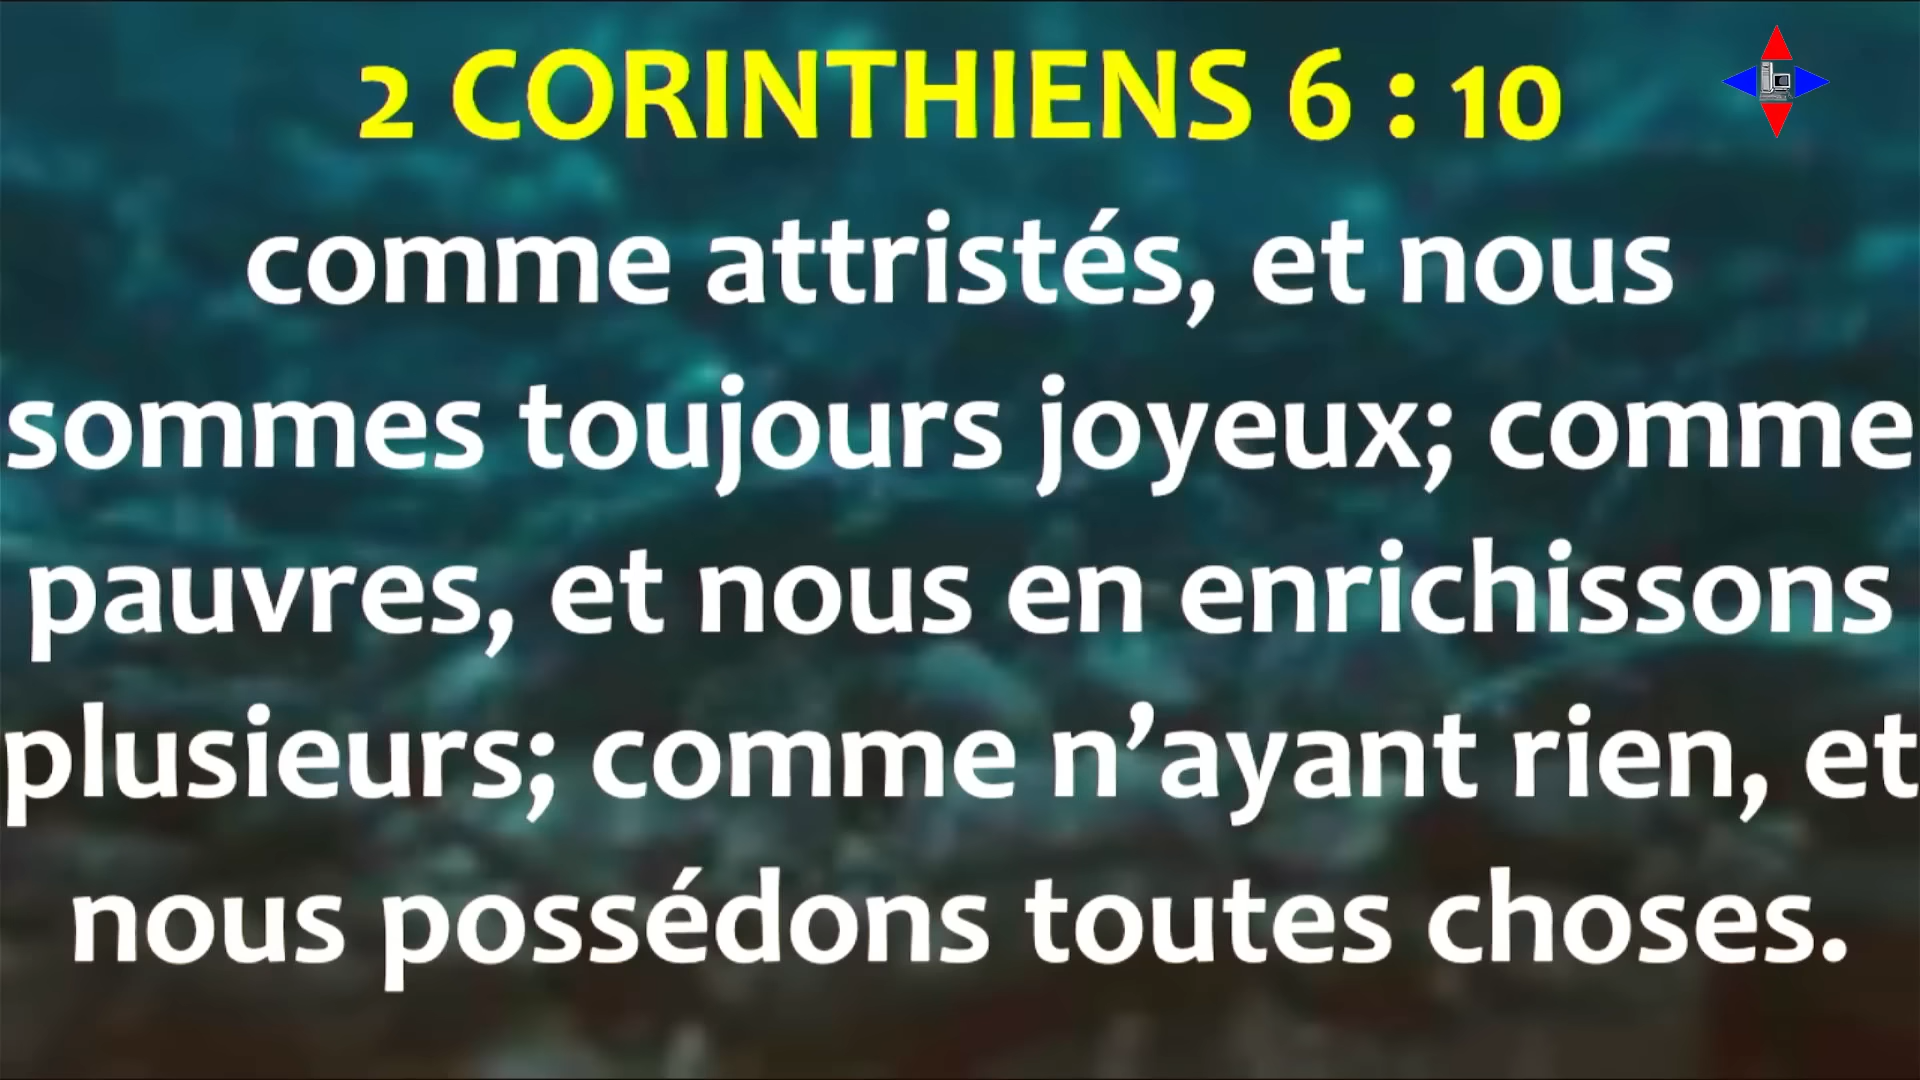 2 CORINTHIENS 6 : 10
comme attristés, et nous
sommes toujours joyeux; comme
pauvres, et nous en enrichissons
plusieurs; comme n’ayant rien, et
nous possédons toutes choses.